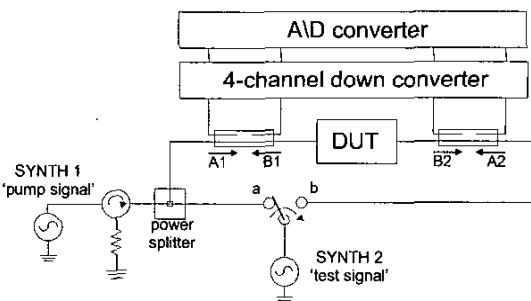 A\D converter
4-channel down converter
DUT
A1 B1 B2 A2
SYNTH 1
'pump signal'
a b
power
splitter
SYNTH 2
'test signal'